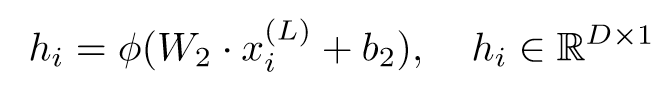 h_i = ϕ(W_2 · x_i^{(L)} + b_2),    h_i ∈ ℝ^{D×1}